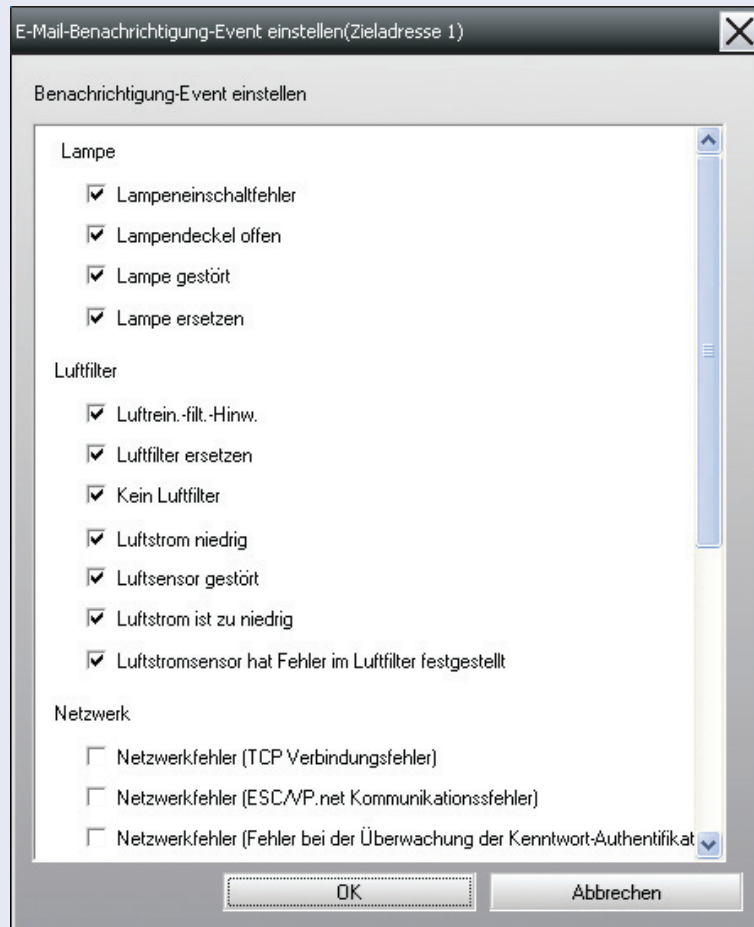 E-Mail-Benachrichtigung-Event einstellen(Zieladresse 1)
Benachrichtigung-Event einstellen
Lampe
Lampeneinschaltfehler
Lampendeckel offen
Lampe gestört
Lampe ersetzen
Luftfilter
Luftrein.-filt.-Hinw.
Luftfilter ersetzen
Kein Luftfilter
Luftstrom niedrig
Luftsensor gestört
Luftstrom ist zu niedrig
Luftstromsensor hat Fehler im Luftfilter festgestellt
Netzwerk
Netzwerkfehler (TCP Verbindungsfehler)
Netzwerkfehler (ESC/VP.net Kommunikationssfehler)
Netzwerkfehler (Fehler bei der Überwachung der Kenntwort-Authentifikat
OK
Abbrechen